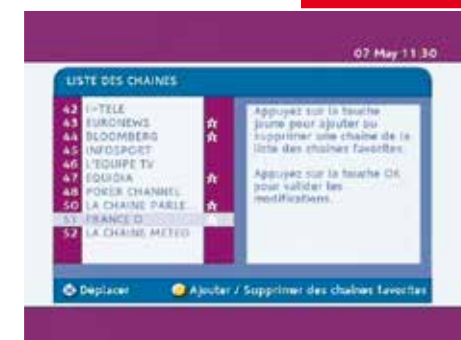 07 May 11:30
LISTE DES CHAINES
42 I-TELE
43 EURONEWS
44 BLOOMBERG
45 INFOSPORT
46 L'EQUIPE TV
47 EQUIDIA
48 POKER CHANNEL
50 LA CHAINE PARLE
51 FRANCE O
52 LA CHAINE METEO
Appuyez sur la touche
jaune pour ajouter ou
supprimer une chaine de la
liste des chaines favorites.
Appuyez sur la touche OK
pour valider les
modifications.
Déplacer
Ajouter / Supprimer des chaînes favorites